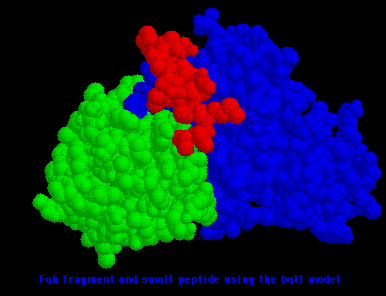 Fab fragment and small peptide using the ball model